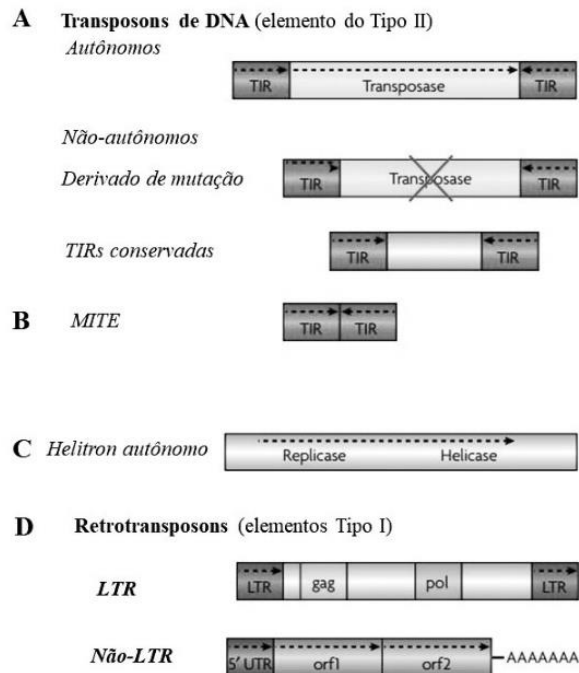 A Transposons de DNA (elemento do Tipo II)
Autônomos
TIR Transposase TIR
Não-autônomos
Derivado de mutação TIR Transposase TIR
TIRs conservadas TIR TIR
B MITE TIR TIR
C Helitron autônomo Replicase Helicase
D Retrotransposons (elementos Tipo I)
LTR LTR gag pol LTR
Não-LTR 5' UTR orf1 orf2 AAAAAAA